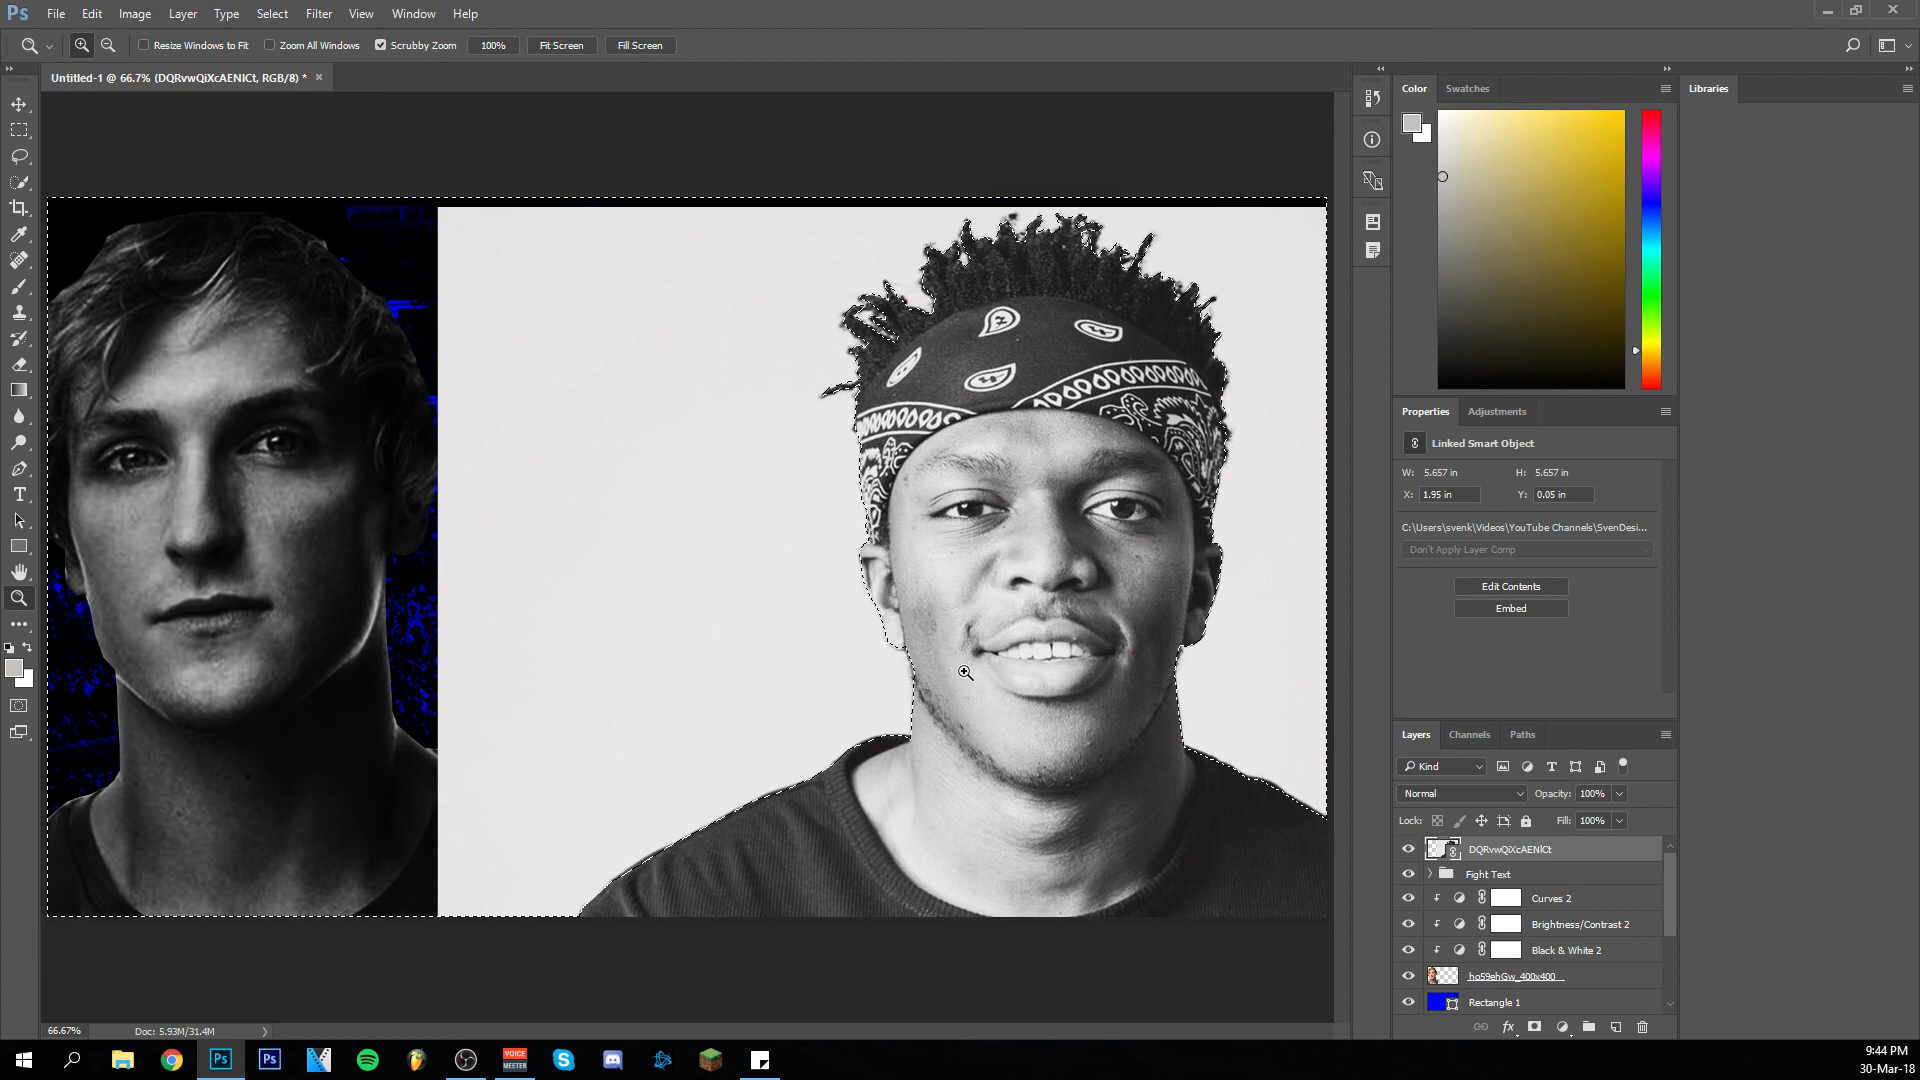 Ps File Edit Image Layer Type Select Filter View Window Help
Resize Windows to Fit Zoom All Windows Scrubby Zoom 100% Fit Screen Fill Screen
Untitled-1 @ 66.7% (DQRvwQiXcAENlCt, RGB/8) * ×
Color Swatches
Libraries
Properties Adjustments
Linked Smart Object
W: 5.657 in H: 5.657 in
X: 1.95 in Y: 0.05 in
C:\Users\svenk\Videos\YouTube Channels\SvenDesi...
Don't Apply Layer Comp
Edit Contents
Embed
Layers Channels Paths
Kind
Normal Opacity: 100%
Lock: Fill: 100%
DQRvwQiXcAENlCt
Fight Text
Curves 2
Brightness/Contrast 2
Black & White 2
ho59ehGw_400x400
Rectangle 1
fx
66.67% Doc: 5.93M/31.4M
Ps Ps VOICE
MEETER
9:44 PM
30-Mar-18